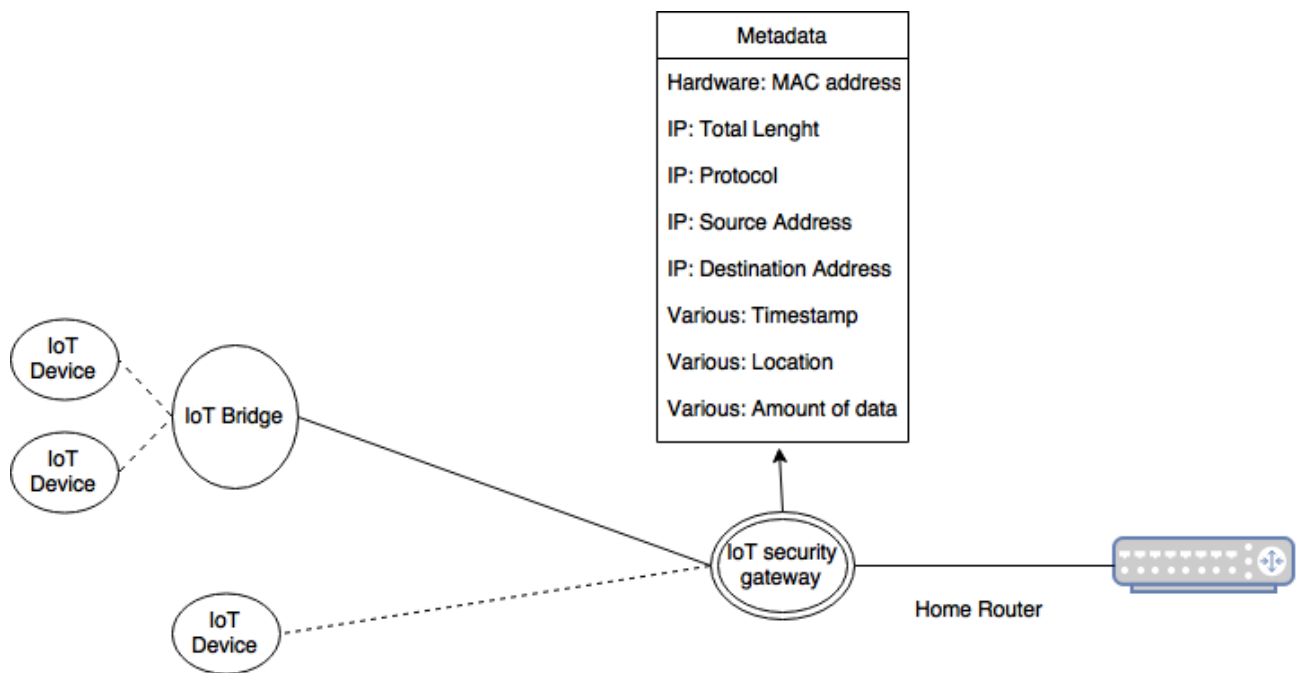 Metadata
Hardware: MAC address
IP: Total Lenght
IP: Protocol
IP: Source Address
IP: Destination Address
Various: Timestamp
Various: Location
Various: Amount of data
IoT
Device
IoT Bridge
IoT
Device
IoT security
gateway
Home Router
IoT
Device